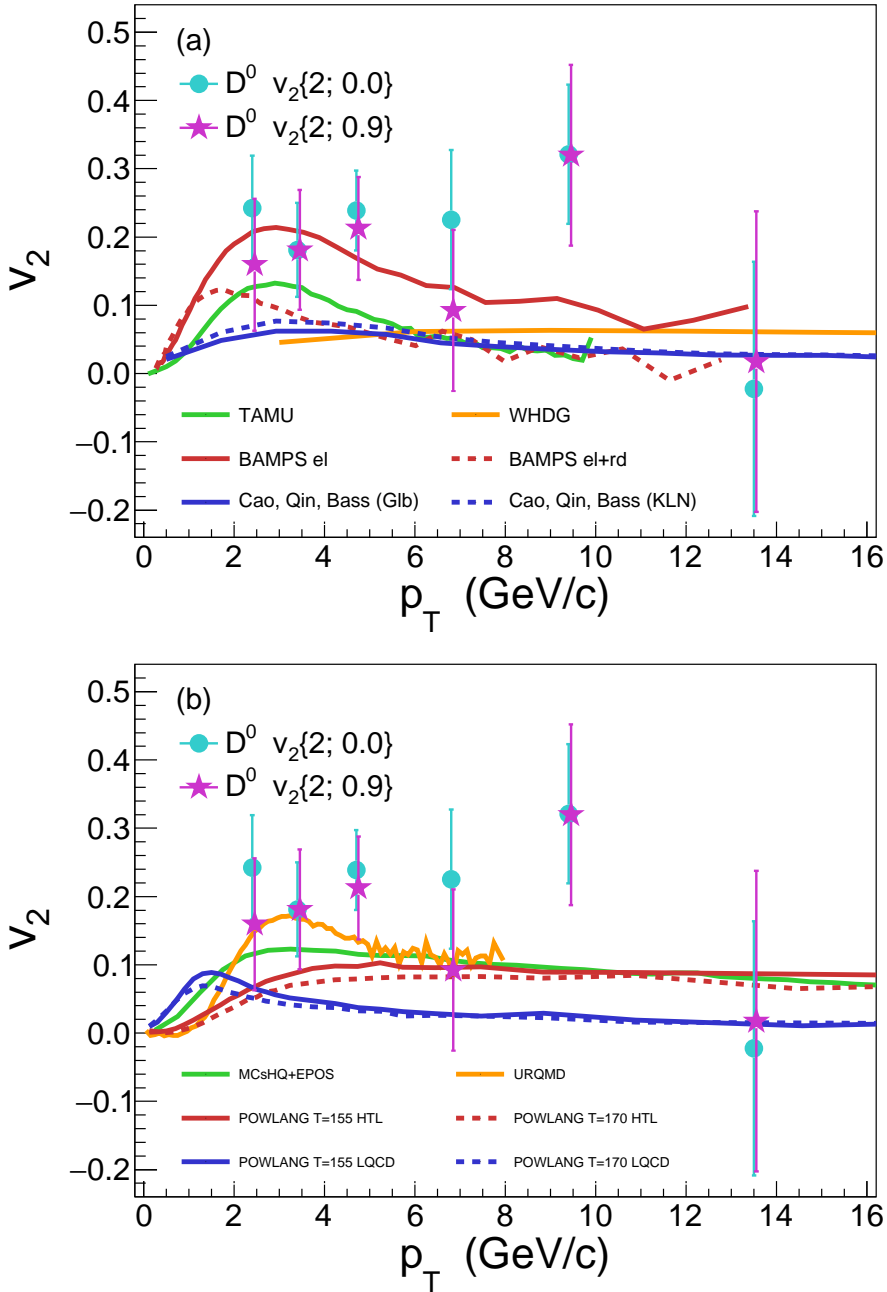 (a)
D⁰ v₂{2; 0.0}
D⁰ v₂{2; 0.9}
v₂
0.5
0.4
0.3
0.2
0.1
0.0
−0.1
−0.2
TAMU WHDG
BAMPS el BAMPS el+rd
Cao, Qin, Bass (Glb) Cao, Qin, Bass (KLN)
0 2 4 6 8 10 12 14 16
p_T (GeV/c)
(b)
D⁰ v₂{2; 0.0}
D⁰ v₂{2; 0.9}
v₂
0.5
0.4
0.3
0.2
0.1
0.0
−0.1
−0.2
MCsHQ+EPOS URQMD
POWLANG T=155 HTL POWLANG T=170 HTL
POWLANG T=155 LQCD POWLANG T=170 LQCD
0 2 4 6 8 10 12 14 16
p_T (GeV/c)